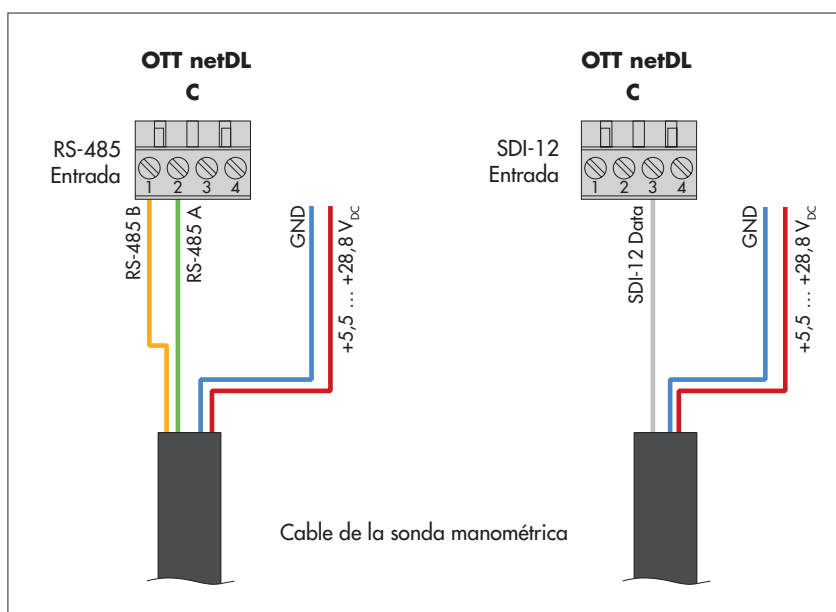 OTT netDL
C
RS-485
Entrada
1 2 3 4
RS-485 B
RS-485 A
GND
+5,5 … +28,8 VDC
OTT netDL
C
SDI-12
Entrada
1 2 3 4
SDI-12 Data
GND
+5,5 … +28,8 VDC
Cable de la sonda manométrica